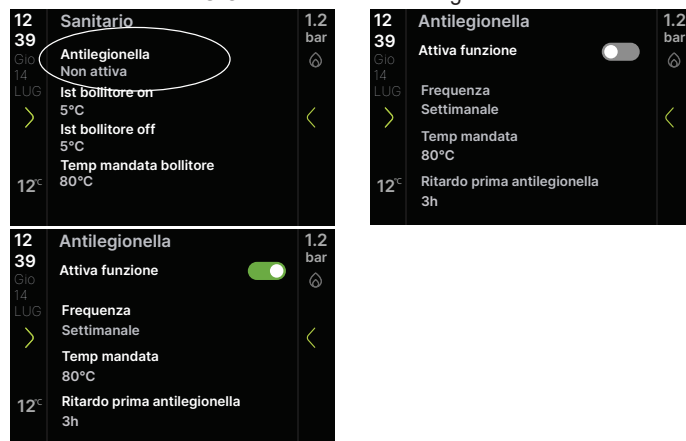 12
39
Gio
14
LUG
12°C
Sanitario
Antilegionella
Non attiva
Ist bollitore on
5°C
Ist bollitore off
5°C
Temp mandata bollitore
80°C
1.2
bar
12
39
Gio
14
LUG
12°C
Antilegionella
Attiva funzione
Frequenza
Settimanale
Temp mandata
80°C
Ritardo prima antilegionella
3h
1.2
bar
12
39
Gio
14
LUG
12°C
Antilegionella
Attiva funzione
Frequenza
Settimanale
Temp mandata
80°C
Ritardo prima antilegionella
3h
1.2
bar